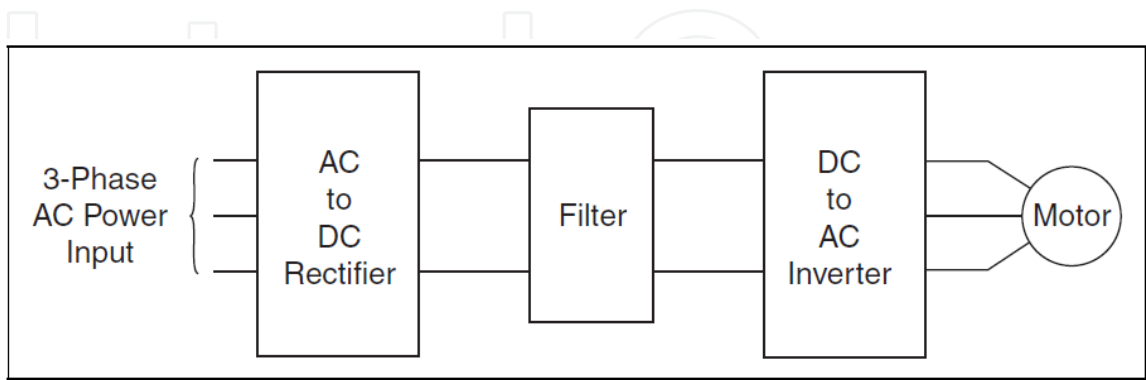 3-Phase
AC Power
Input
AC
to
DC
Rectifier
Filter
DC
to
AC
Inverter
Motor